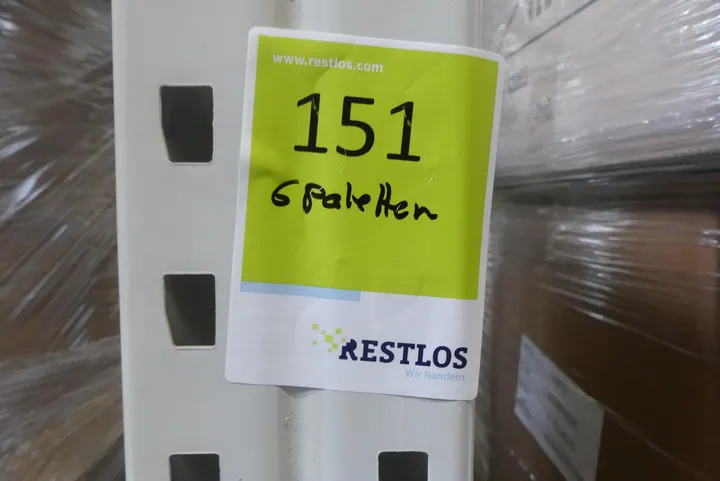 www.restlos.com
151
6 Paletten
RESTLOS
Wir handeln.